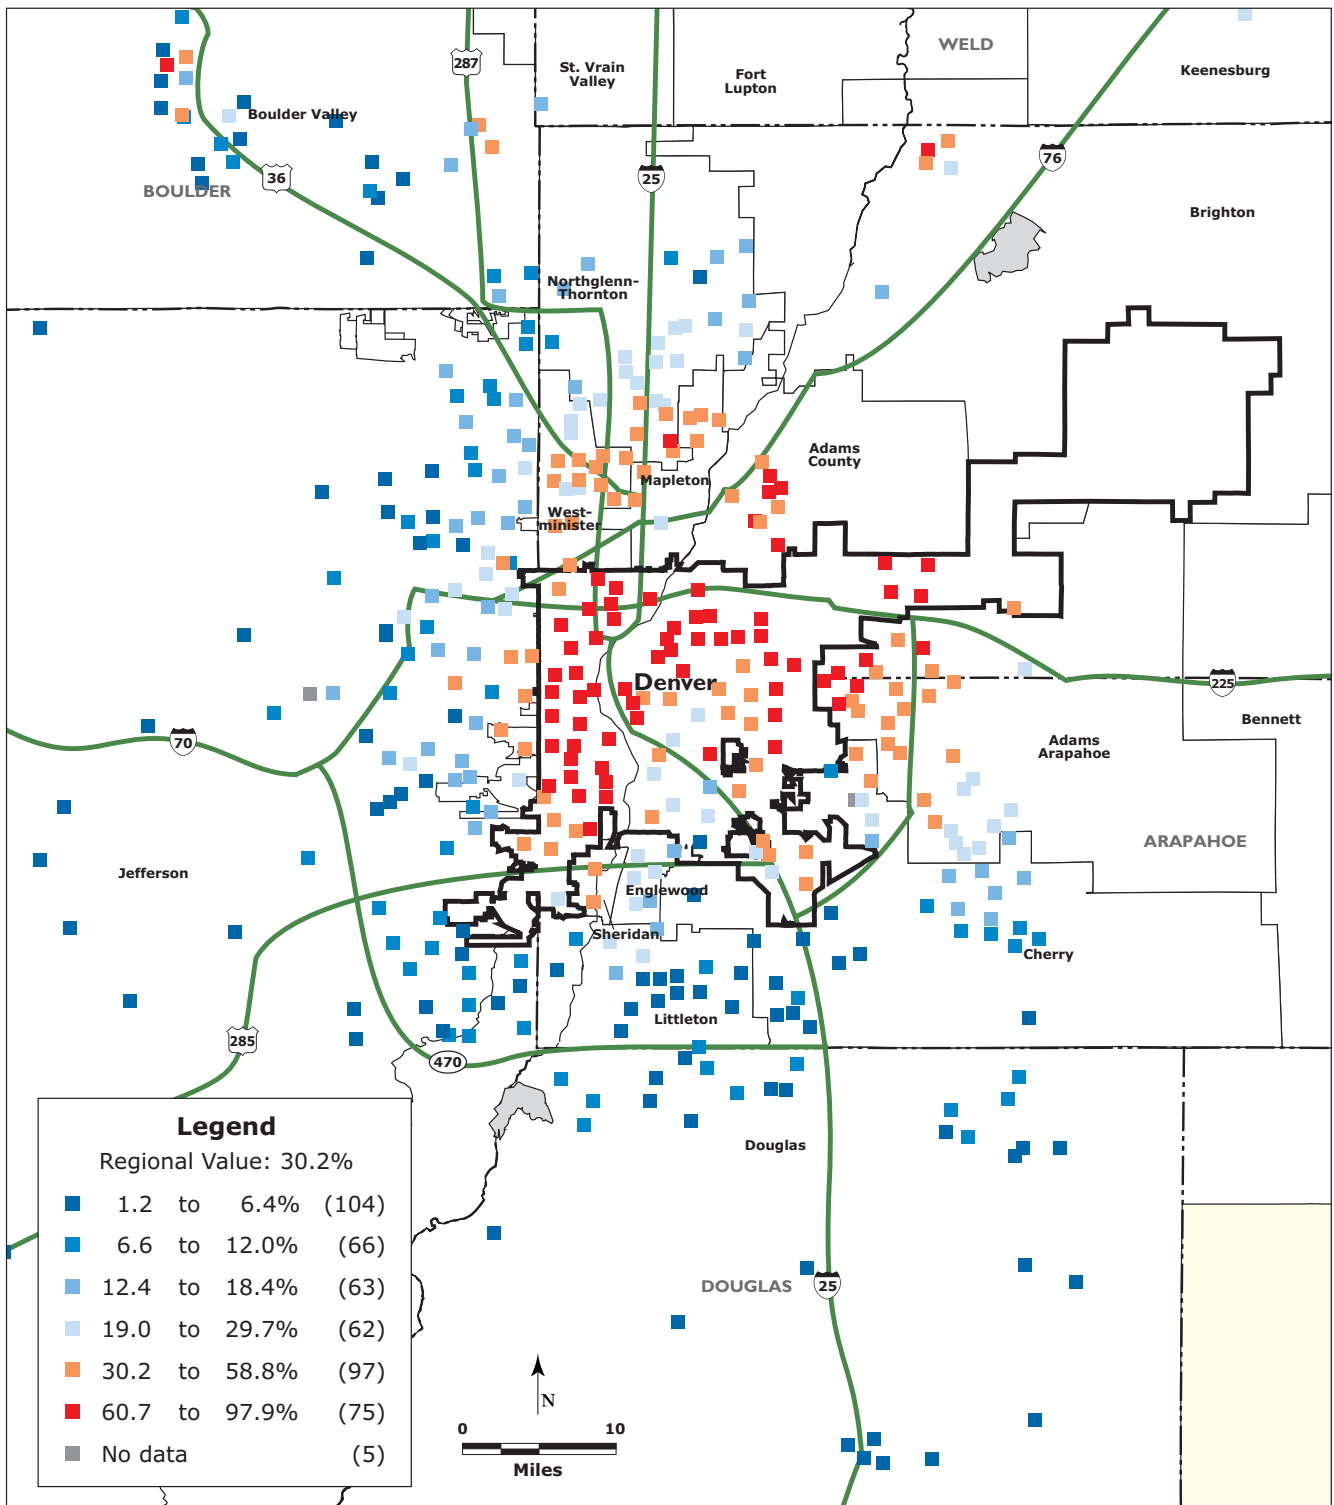 WELD
287
St. Vrain
Valley
Fort
Lupton
Keenesburg
Boulder Valley
76
36
25
BOULDER
Brighton
Northglenn-
Thornton
Adams
County
Mapleton
West-
minister
Denver
225
Bennett
70
Adams
Arapahoe
ARAPAHOE
Jefferson
Englewood
Sheridan
Cherry
Littleton
285
470
Douglas
DOUGLAS
25
Legend
Regional Value: 30.2%
1.2 to 6.4% (104)
6.6 to 12.0% (66)
12.4 to 18.4% (63)
19.0 to 29.7% (62)
30.2 to 58.8% (97)
60.7 to 97.9% (75)
No data (5)
N
0 10
Miles